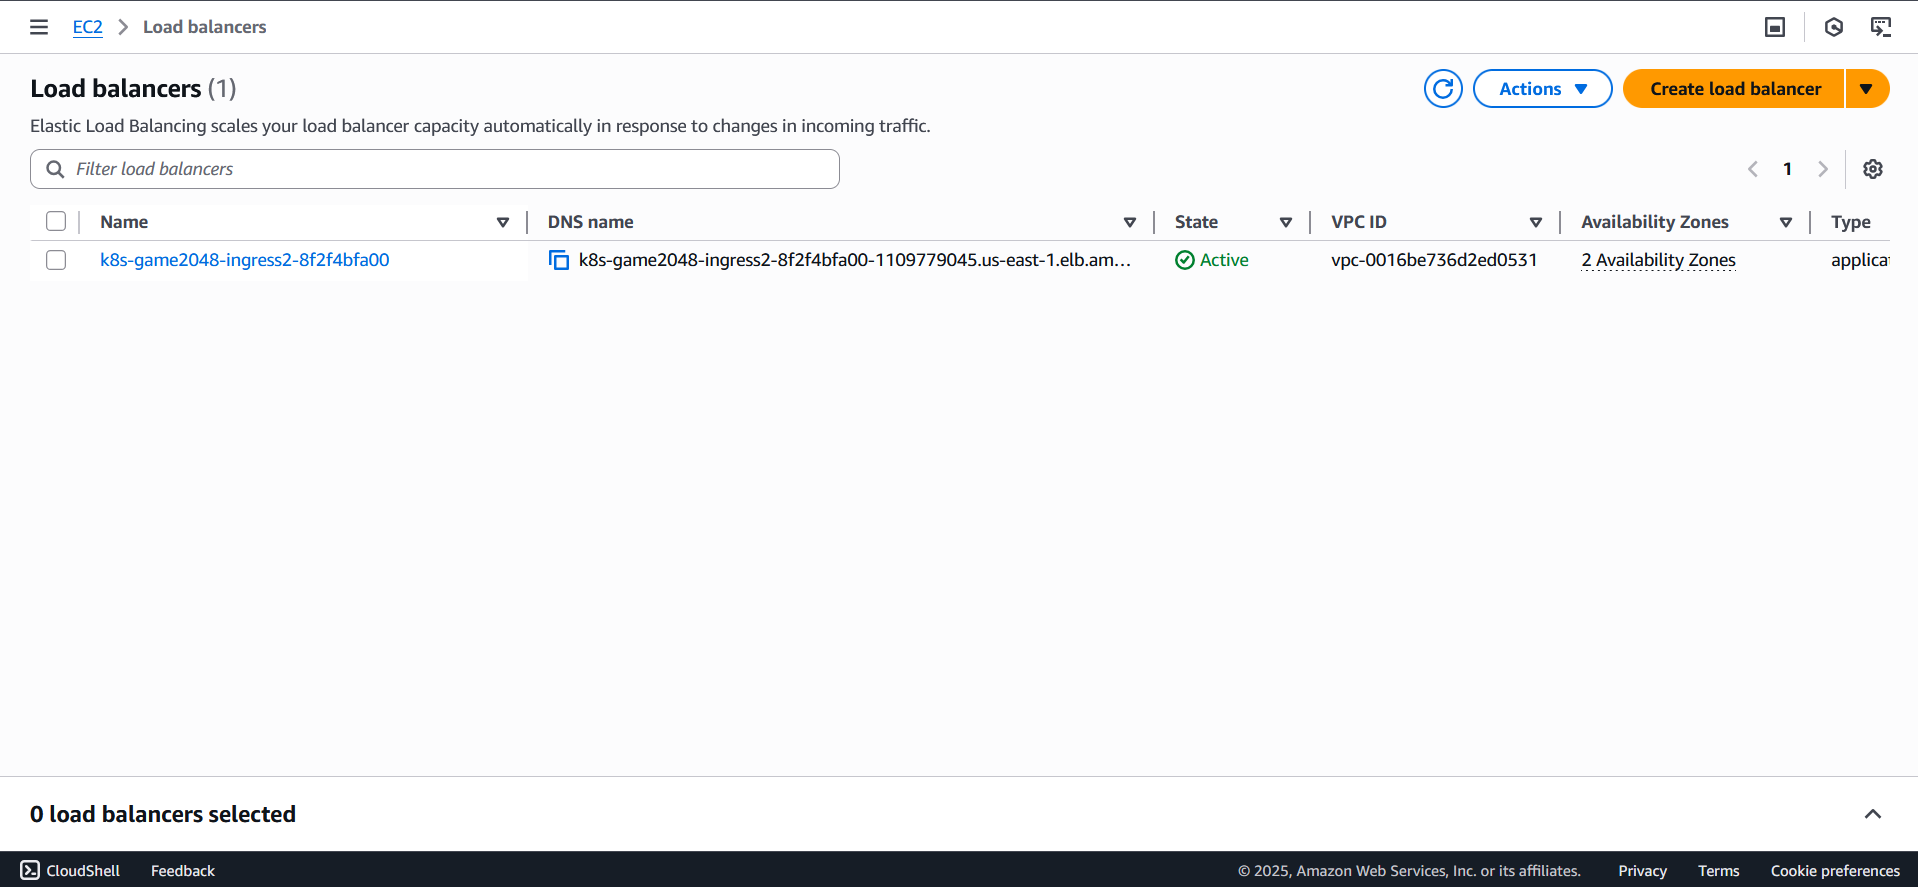 EC2 Load balancers
Load balancers (1)
Actions
Create load balancer
Elastic Load Balancing scales your load balancer capacity automatically in response to changes in incoming traffic.
Filter load balancers
1
Name DNS name State VPC ID Availability Zones Type
k8s-game2048-ingress2-8f2f4bfa00 k8s-game2048-ingress2-8f2f4bfa00-1109779045.us-east-1.elb.am... Active vpc-0016be736d2ed0531 2 Availability Zones applica
0 load balancers selected
CloudShell Feedback © 2025, Amazon Web Services, Inc. or its affiliates. Privacy Terms Cookie preferences